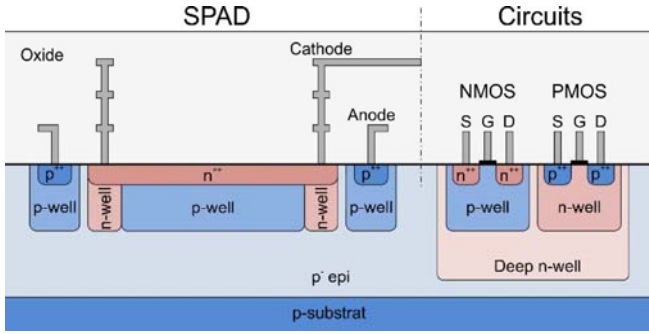 SPAD
Circuits
Oxide
Cathode
Anode
NMOS
PMOS
S G D
S G D
p++
n++
p++
n++
n++
p++
p++
p-well
n-well
p-well
n-well
p-well
p-well
n-well
Deep n-well
p- epi
p-substrat